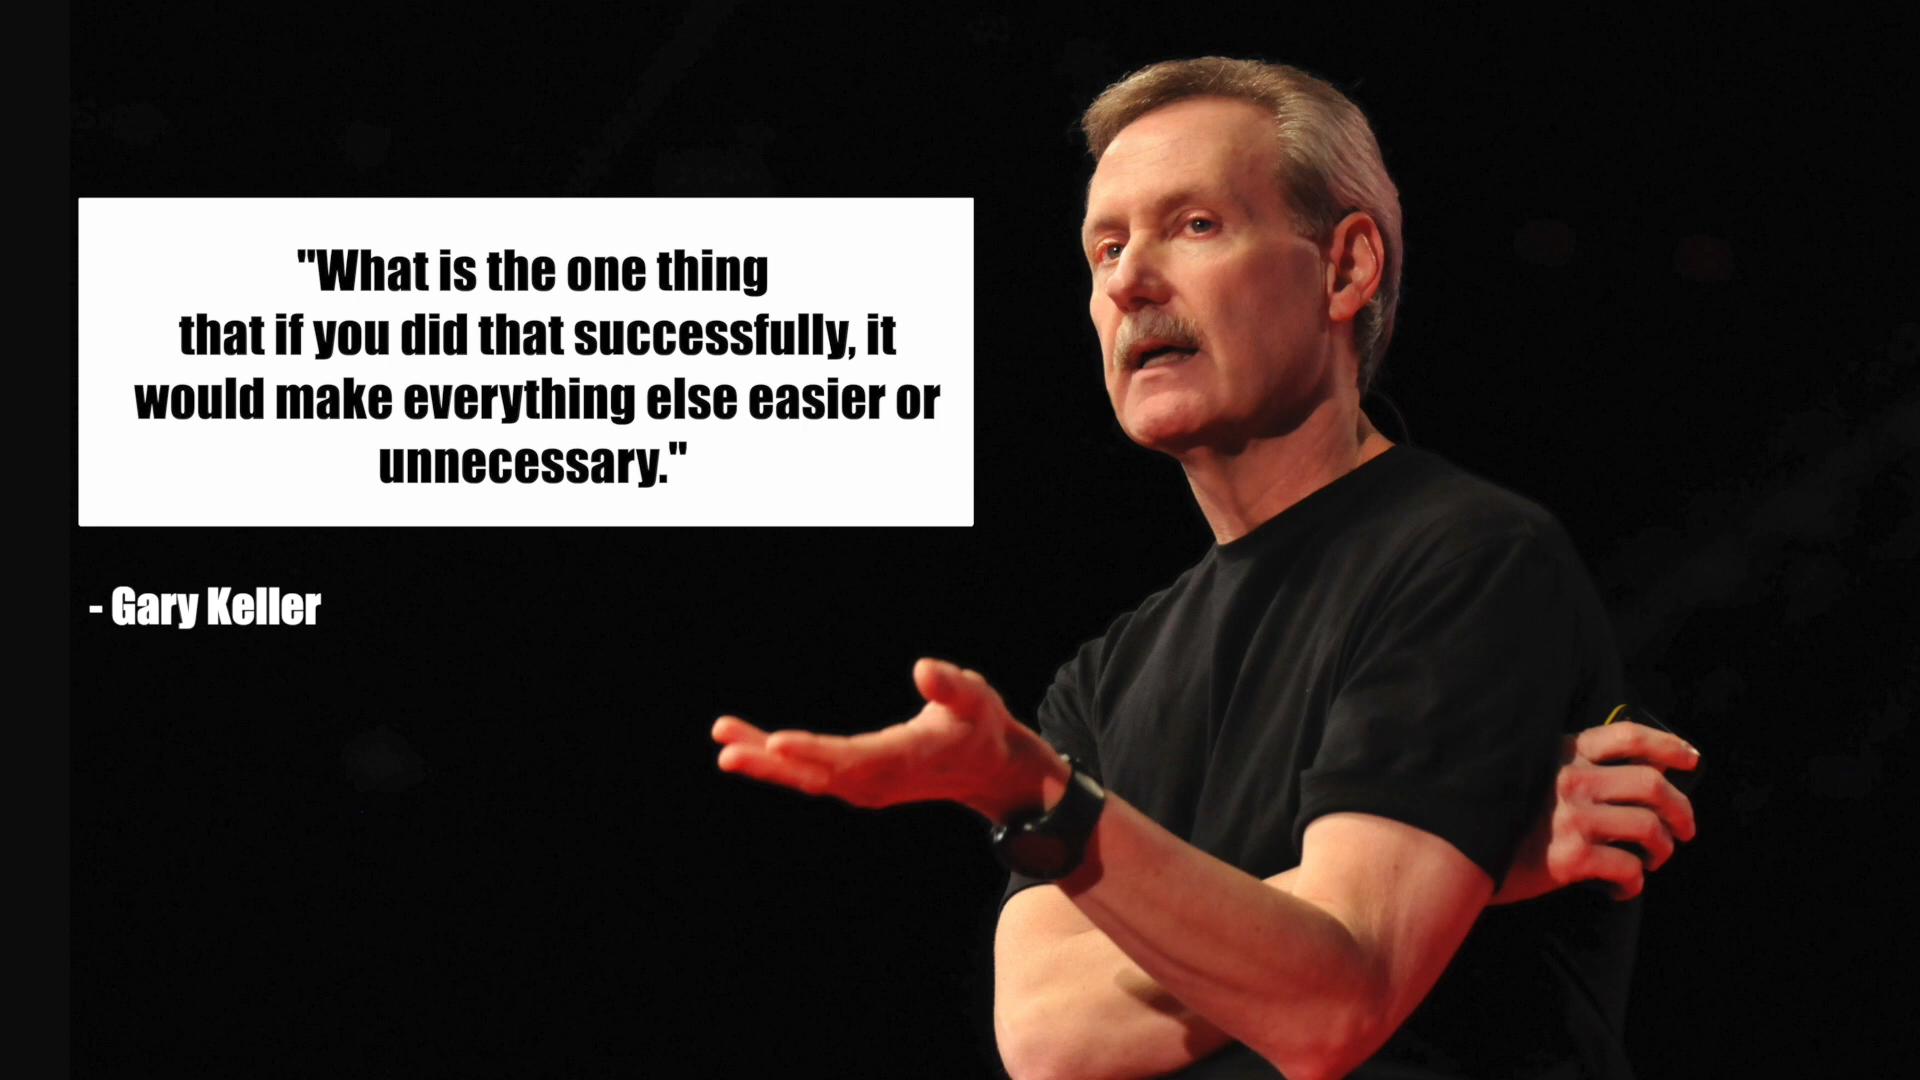 "What is the one thing
that if you did that successfully, it
would make everything else easier or
unnecessary."
- Gary Keller